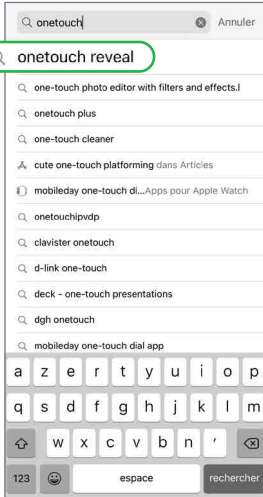 onetouch Annuler
onetouch reveal
one-touch photo editor with filters and effects.l
onetouch plus
one-touch cleaner
cute one-touch platforming dans Articles
mobileday one-touch di...Apps pour Apple Watch
onetouchipvdp
clavister onetouch
d-link one-touch
deck - one-touch presentations
dgh onetouch
mobileday one-touch dial app
a z e r t y u i o p
q s d f g h j k l m
w x c v b n ′
123 espace rechercher